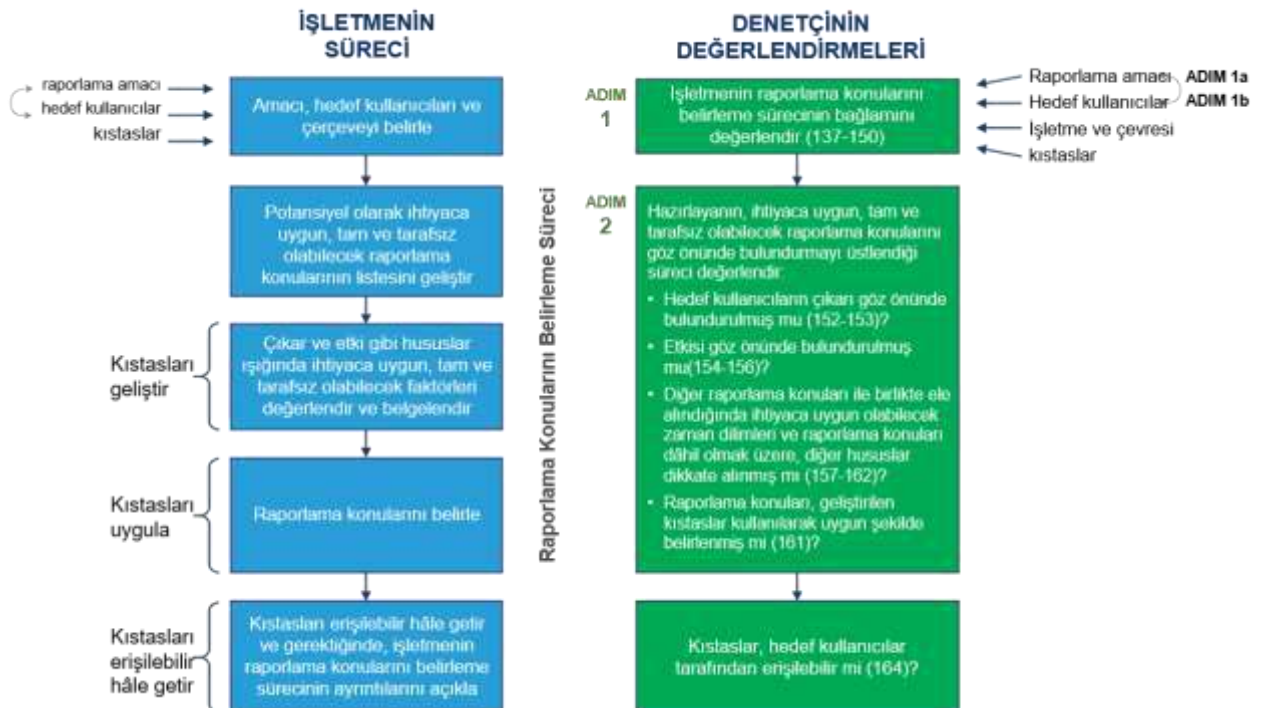 İŞLETMENİN
SÜRECİ
raporlama amacı
hedef kullanıcılar
kıstaslar
Amacı, hedef kullanıcıları ve
çerçeveyi belirle
Potansiyel olarak ihtiyaca
uygun, tam ve tarafsız
olabilecek raporlama
konularının listesini geliştir
Kıstasları
geliştir
Çıkar ve etki gibi hususlar
ışığında ihtiyaca uygun, tam ve
tarafsız olabilecek faktörleri
değerlendir ve belgelendir
Kıstasları
uygula
Raporlama konularını belirle
Kıstasları
erişilebilir
hâle getir
Kıstasları erişilebilir hâle getir
ve gerektiğinde, işletmenin
raporlama konularını belirleme
sürecinin ayrıntılarını açıkla
Raporlama Konularını Belirleme Süreci
DENETÇİNİN
DEĞERLENDİRMELERİ
ADIM
1
İşletmenin raporlama konularını
belirleme sürecinin bağlamını
değerlendir (137-150)
Raporlama amacı ADIM 1a
Hedef kullanıcılar ADIM 1b
İşletme ve çevresi
kıstaslar
ADIM
2
Hazırlayanın, ihtiyaca uygun, tam ve
tarafsız olabilecek raporlama konularını
göz önünde bulundurmayı üstlendiği
süreci değerlendir
• Hedef kullanıcıların çıkarı göz önünde
bulundurulmuş mu (152-153)?
• Etkisi göz önünde bulundurulmuş
mu(154-156)?
• Diğer raporlama konuları ile birlikte ele
alındığında ihtiyaca uygun olabilecek
zaman dilimleri ve raporlama konuları
dâhil olmak üzere, diğer hususlar
dikkate alınmış mı (157-162)?
• Raporlama konuları, geliştirilen
kıstaslar kullanılarak uygun şekilde
belirlenmiş mi (161)?
Kıstaslar, hedef kullanıcılar
tarafından erişilebilir mi (164)?